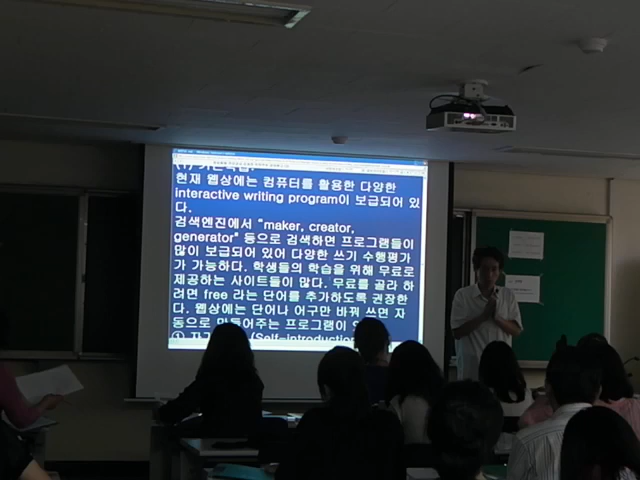 현재 웹상에는 컴퓨터를 활용한 다양한
interactive writing program이 보급되어 있
다.
검색엔진에서 "maker, creator,
generator" 등으로 검색하면 프로그램들이
많이 보급되어 있어 다양한 쓰기 수행평가
가 가능하다. 학생들의 학습을 위해 무료로
제공하는 사이트들이 많다. 무료를 골라 하
려면 free 라는 단어를 추가하도록 권장한
다. 웹상에는 단어나 어구만 바꿔 쓰면 자
동으로 만들어주는 프로그램이
(Self-introduction